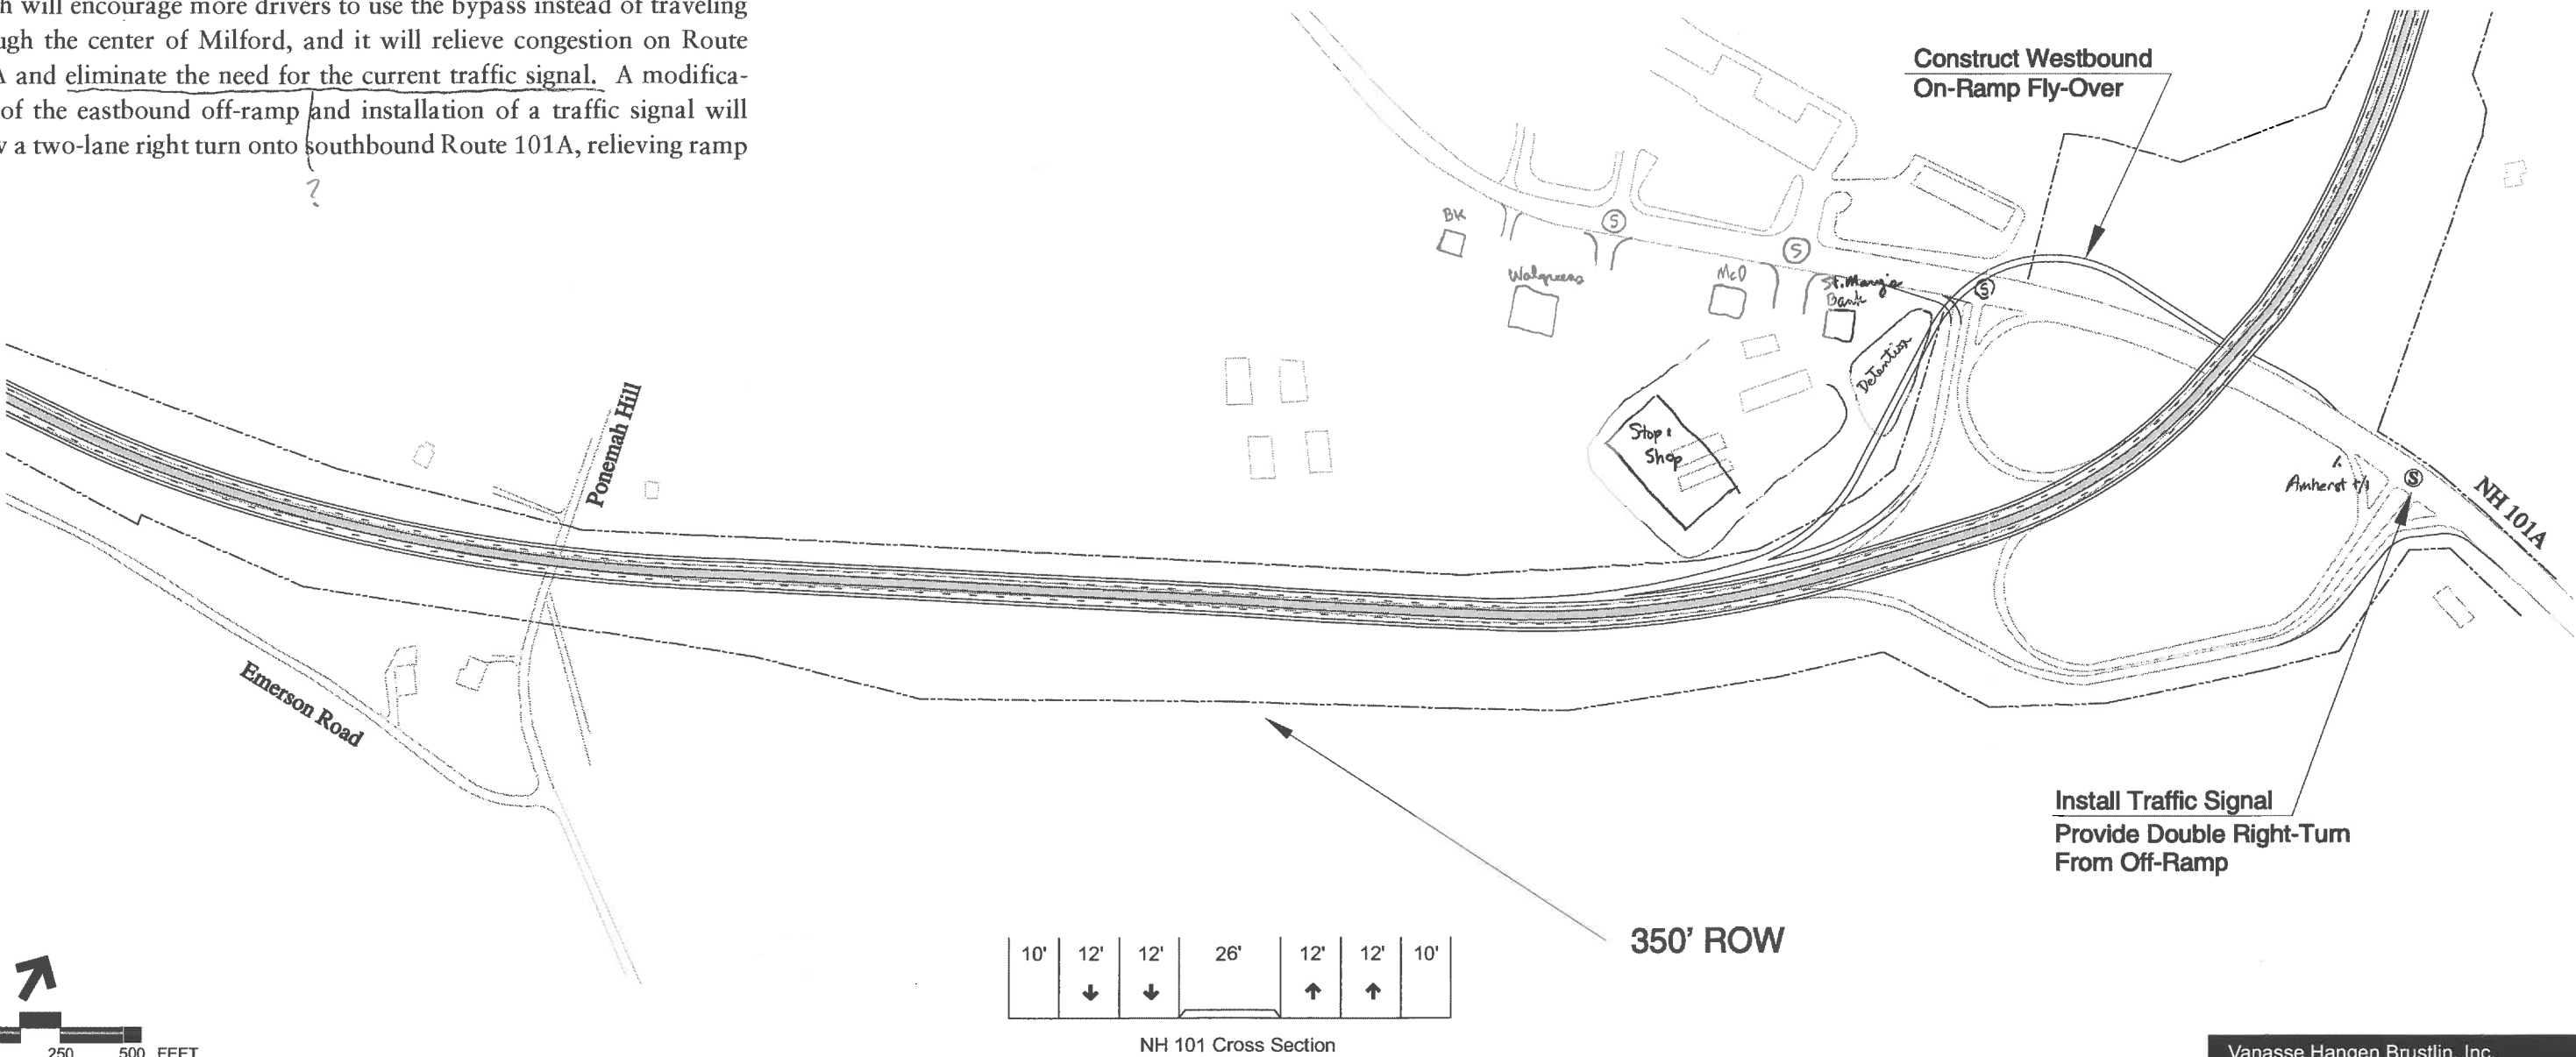 h will encourage more drivers to use the bypass instead of traveling
ugh the center of Milford, and it will relieve congestion on Route
A and eliminate the need for the current traffic signal. A modifica-
of the eastbound off-ramp and installation of a traffic signal will
w a two-lane right turn onto southbound Route 101A, relieving ramp
?
Construct Westbound
On-Ramp Fly-Over
BK
S
S
Walgreens
McD
St. Mary's
Bank
S
Detention
Stop &
Shop
Ponemah Hill
Amherst
S
NH 101A
Emerson Road
Install Traffic Signal
Provide Double Right-Turn
From Off-Ramp
350' ROW
10' 12' 12' 26' 12' 12' 10'
NH 101 Cross Section
250 500 FEET
Vanasse Hangen Brustlin, Inc.